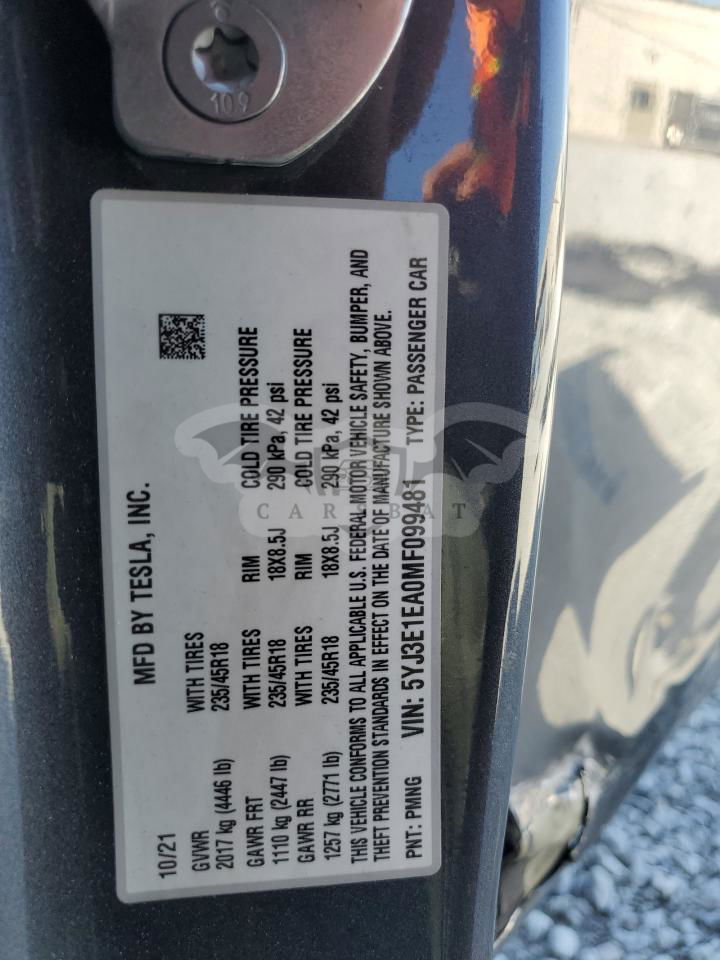 109
10/21 MFD BY TESLA, INC.
GVWR WITH TIRES
2017 kg (4446 lb) 235/45R18
GAWR FRT WITH TIRES RIM COLD TIRE PRESSURE
1110 kg (2447 lb) 235/45R18 18X8.5J 290 kPa, 42 psi
GAWR RR WITH TIRES RIM COLD TIRE PRESSURE
1257 kg (2771 lb) 235/45R18 18X8.5J 290 kPa, 42 psi
THIS VEHICLE CONFORMS TO ALL APPLICABLE U.S. FEDERAL MOTOR VEHICLE SAFETY, BUMPER, AND
THEFT PREVENTION STANDARDS IN EFFECT ON THE DATE OF MANUFACTURE SHOWN ABOVE.
PNT: PMNG VIN: 5YJ3E1EA0MF099481 TYPE: PASSENGER CAR
CARSBAT